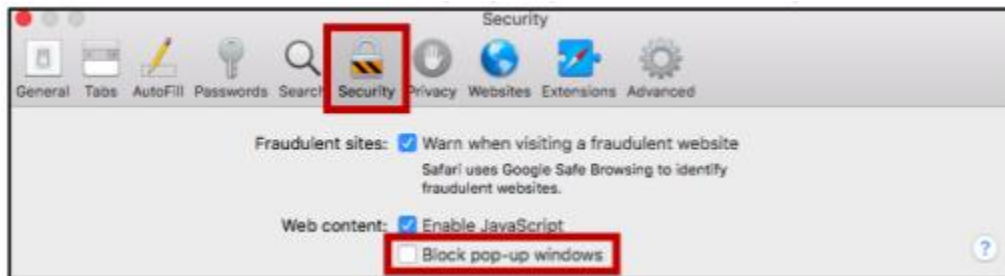 Security
General Tabs AutoFill Passwords Search Security Privacy Websites Extensions Advanced
Fraudulent sites: Warn when visiting a fraudulent website
Safari uses Google Safe Browsing to identify
fraudulent websites.
Web content: Enable JavaScript
Block pop-up windows
?